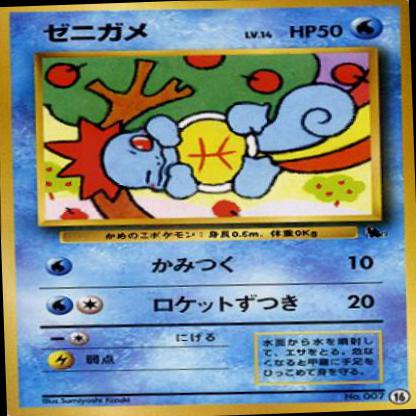 ゼニガメ LV.14 HP50
かめのこポケモン：身長0.5m、体重9Kg
かみつく 10
ロケットずつき 20
にげる
弱点
水面から水を噴射し
て、エサをとる。危な
くなると甲羅に手足を
ひっこめて身を守る。
Illus.Sumiyoshi Kizuki
No.007 16